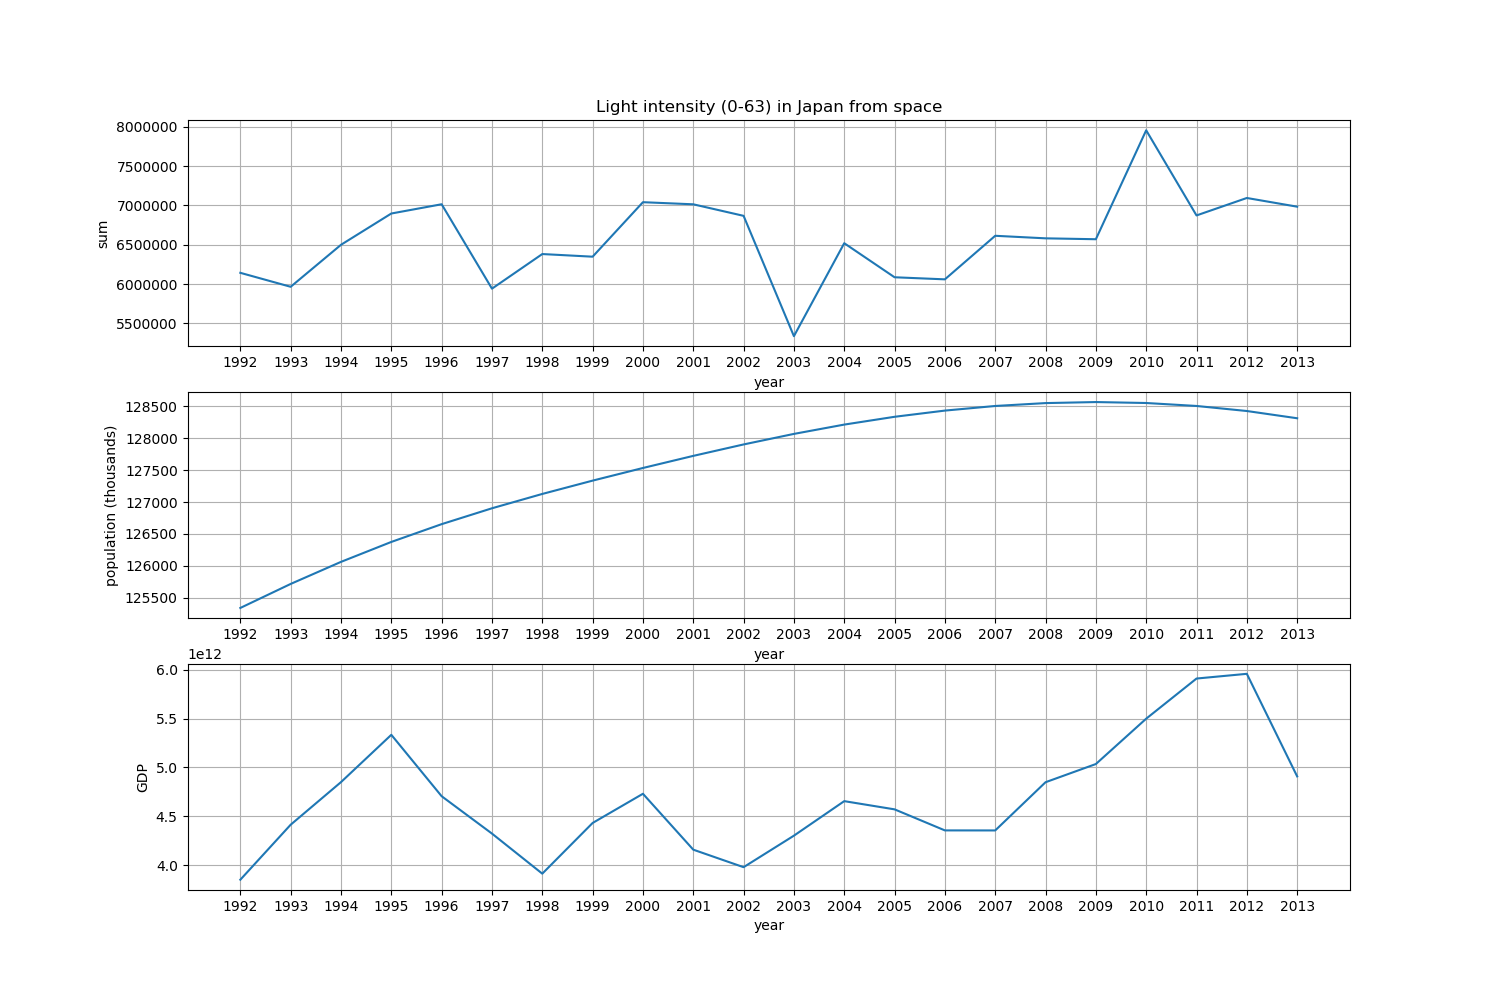 Light intensity (0-63) in Japan from space
8000000
7500000
7000000
6500000
6000000
5500000
sum
1992 1993 1994 1995 1996 1997 1998 1999 2000 2001 2002 2003 2004 2005 2006 2007 2008 2009 2010 2011 2012 2013
year
128500
128000
127500
127000
126500
126000
125500
population (thousands)
1992 1993 1994 1995 1996 1997 1998 1999 2000 2001 2002 2003 2004 2005 2006 2007 2008 2009 2010 2011 2012 2013
year
1e12
6.0
5.5
5.0
4.5
4.0
GDP
1992 1993 1994 1995 1996 1997 1998 1999 2000 2001 2002 2003 2004 2005 2006 2007 2008 2009 2010 2011 2012 2013
year